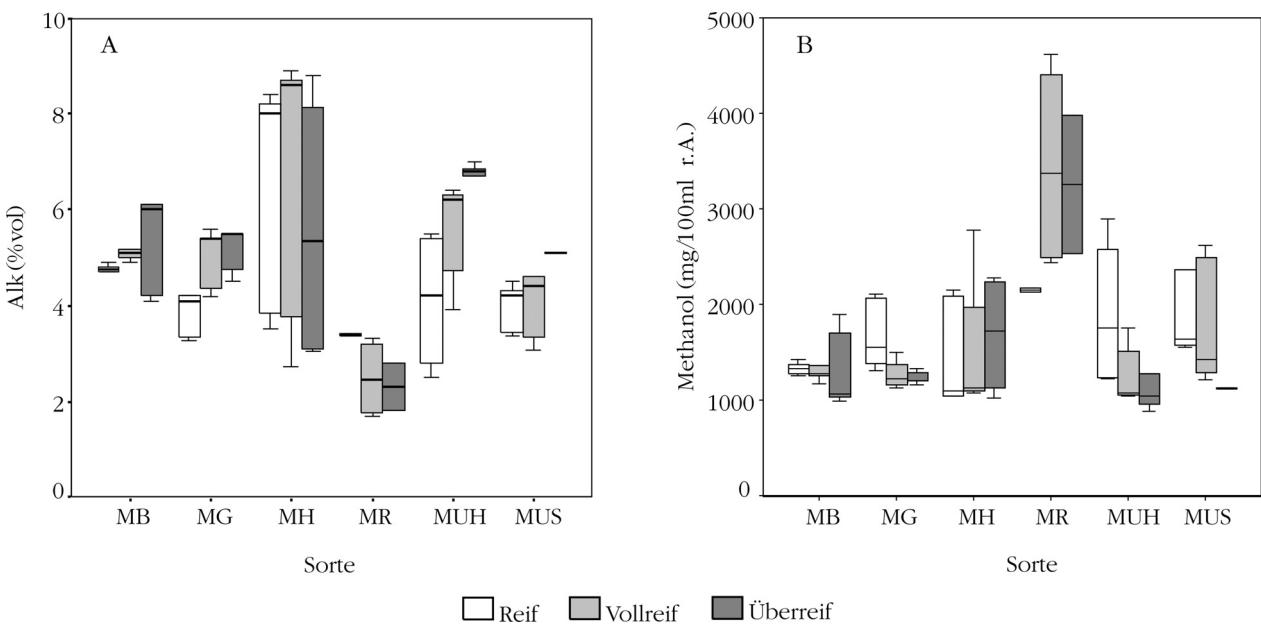 A
10
8
6
4
2
0
Alk (%vol)
MB MG MH MR MUH MUS
Sorte
B
5000
4000
3000
2000
1000
0
Methanol (mg/100ml r.A.)
MB MG MH MR MUH MUS
Sorte
Reif Vollreif Überreif